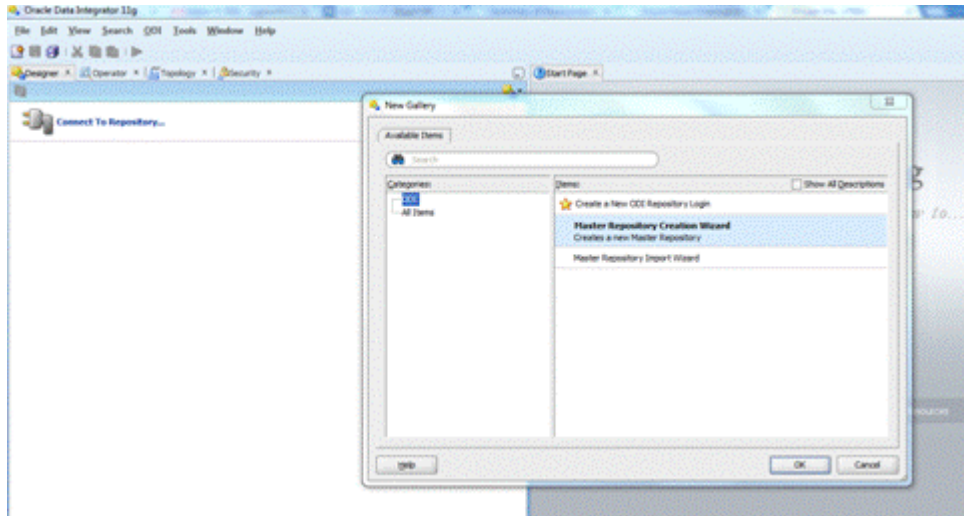 Oracle Data Integrator 11g
File Edit View Search ODI Tools Window Help
Designer Operator Topology Security
Start Page
Connect To Repository...
New Gallery
Available Items
Search
Categories:
ODI
All Items
Items:
Show All Descriptions
Create a New ODI Repository Login
Master Repository Creation Wizard
Creates a new Master Repository
Master Repository Import Wizard
Help
OK
Cancel